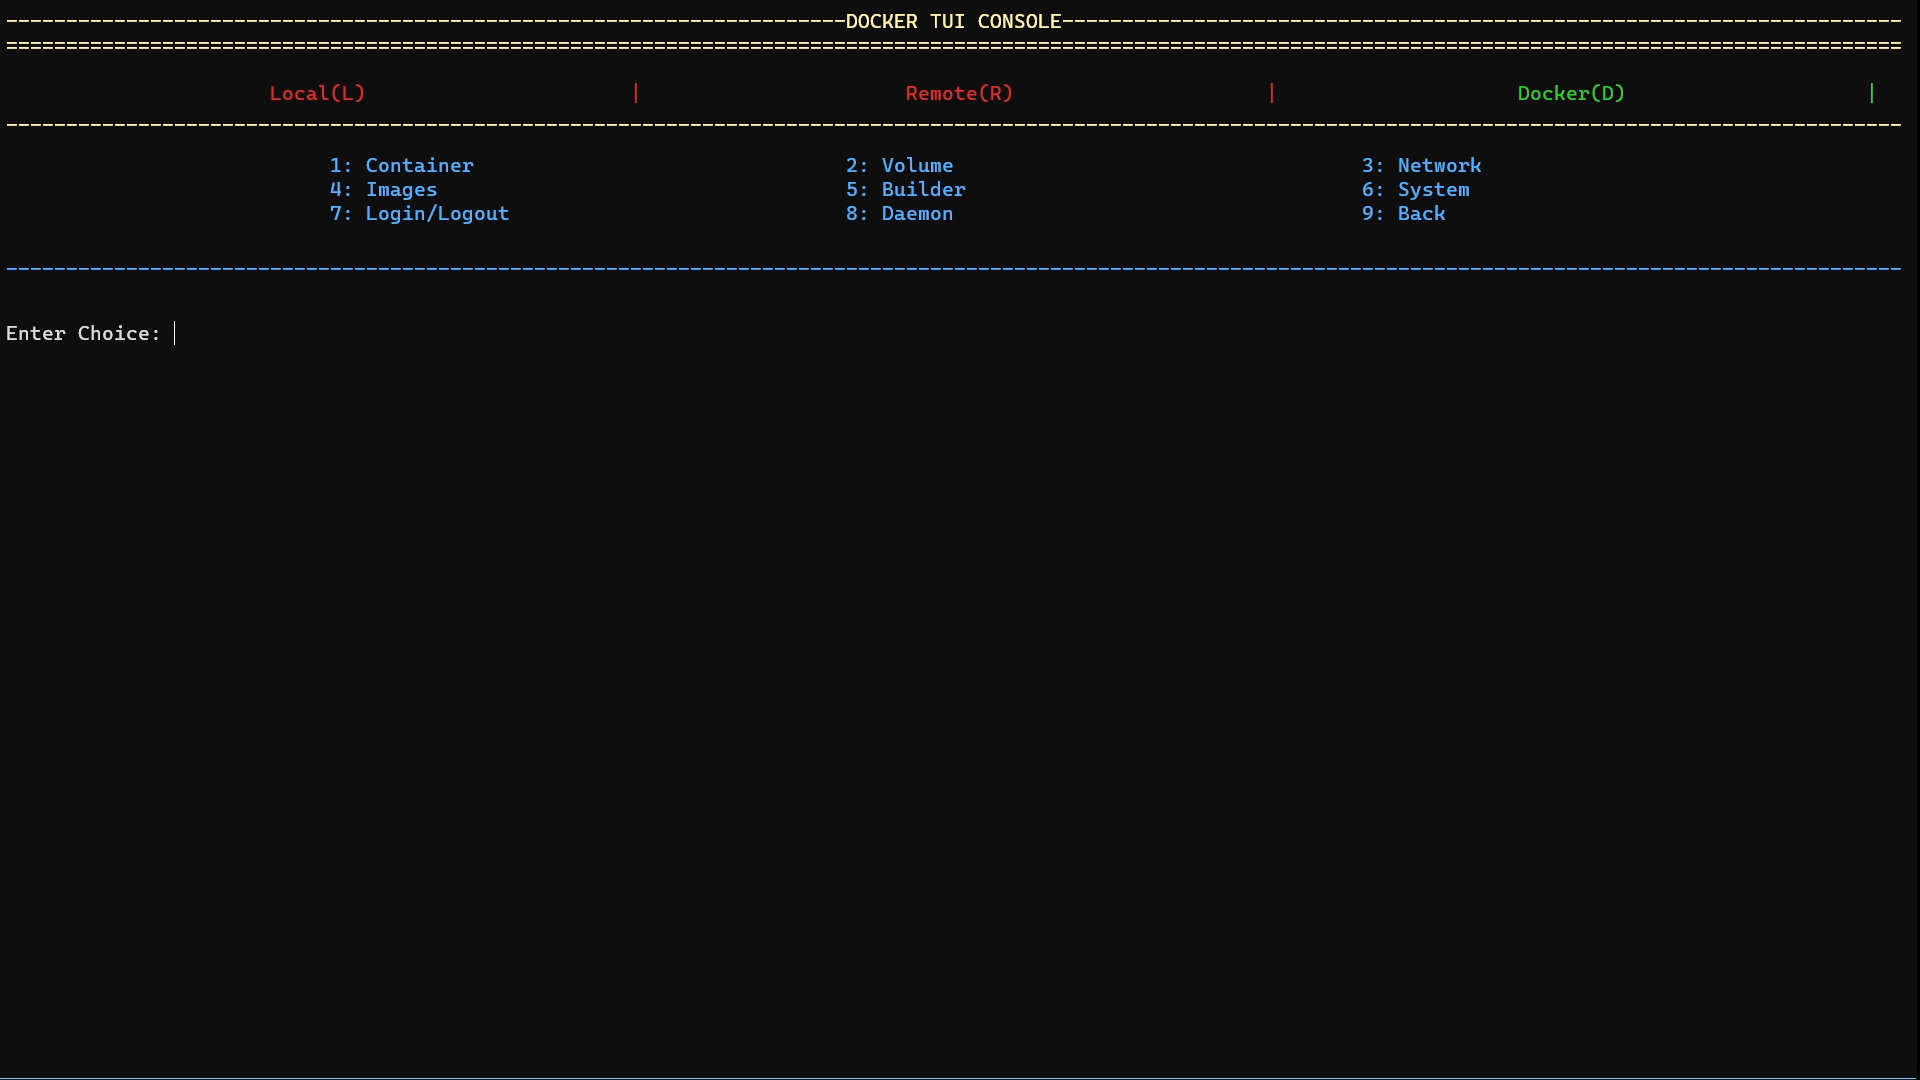 DOCKER TUI CONSOLE
Local(L) | Remote(R) | Docker(D) |
1: Container 2: Volume 3: Network
4: Images 5: Builder 6: System
7: Login/Logout 8: Daemon 9: Back
Enter Choice: